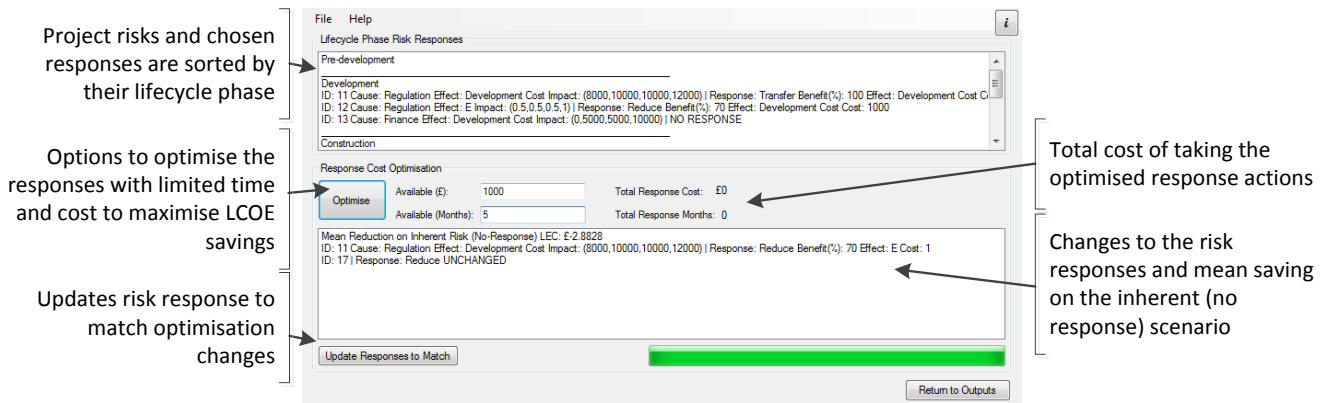 Project risks and chosen
responses are sorted by
their lifecycle phase
Options to optimise the
responses with limited time
and cost to maximise LCOE
savings
Updates risk response to
match optimisation
changes
File Help
i
Lifecycle Phase Risk Responses
Pre-development
Development
ID: 11 Cause: Regulation Effect: Development Cost Impact: (8000,10000,10000,12000) | Response: Transfer Benefit(%): 100 Effect: Development Cost C
ID: 12 Cause: Regulation Effect: E Impact: (0.5,0.5,0.5,1) | Response: Reduce Benefit(%): 70 Effect: Development Cost Cost: 1000
ID: 13 Cause: Finance Effect: Development Cost Impact: (0,5000,5000,10000) | NO RESPONSE
Construction
Response Cost Optimisation
Optimise
Available (£): 1000 Total Response Cost: £0
Available (Months): 5 Total Response Months: 0
Mean Reduction on Inherent Risk (No-Response) LEC: £-2.8828
ID: 11 Cause: Regulation Effect: Development Cost Impact: (8000,10000,10000,12000) | Response: Reduce Benefit(%): 70 Effect: E Cost: 1
ID: 17 | Response: Reduce UNCHANGED
Update Responses to Match
Return to Outputs
Total cost of taking the
optimised response actions
Changes to the risk
responses and mean saving
on the inherent (no
response) scenario